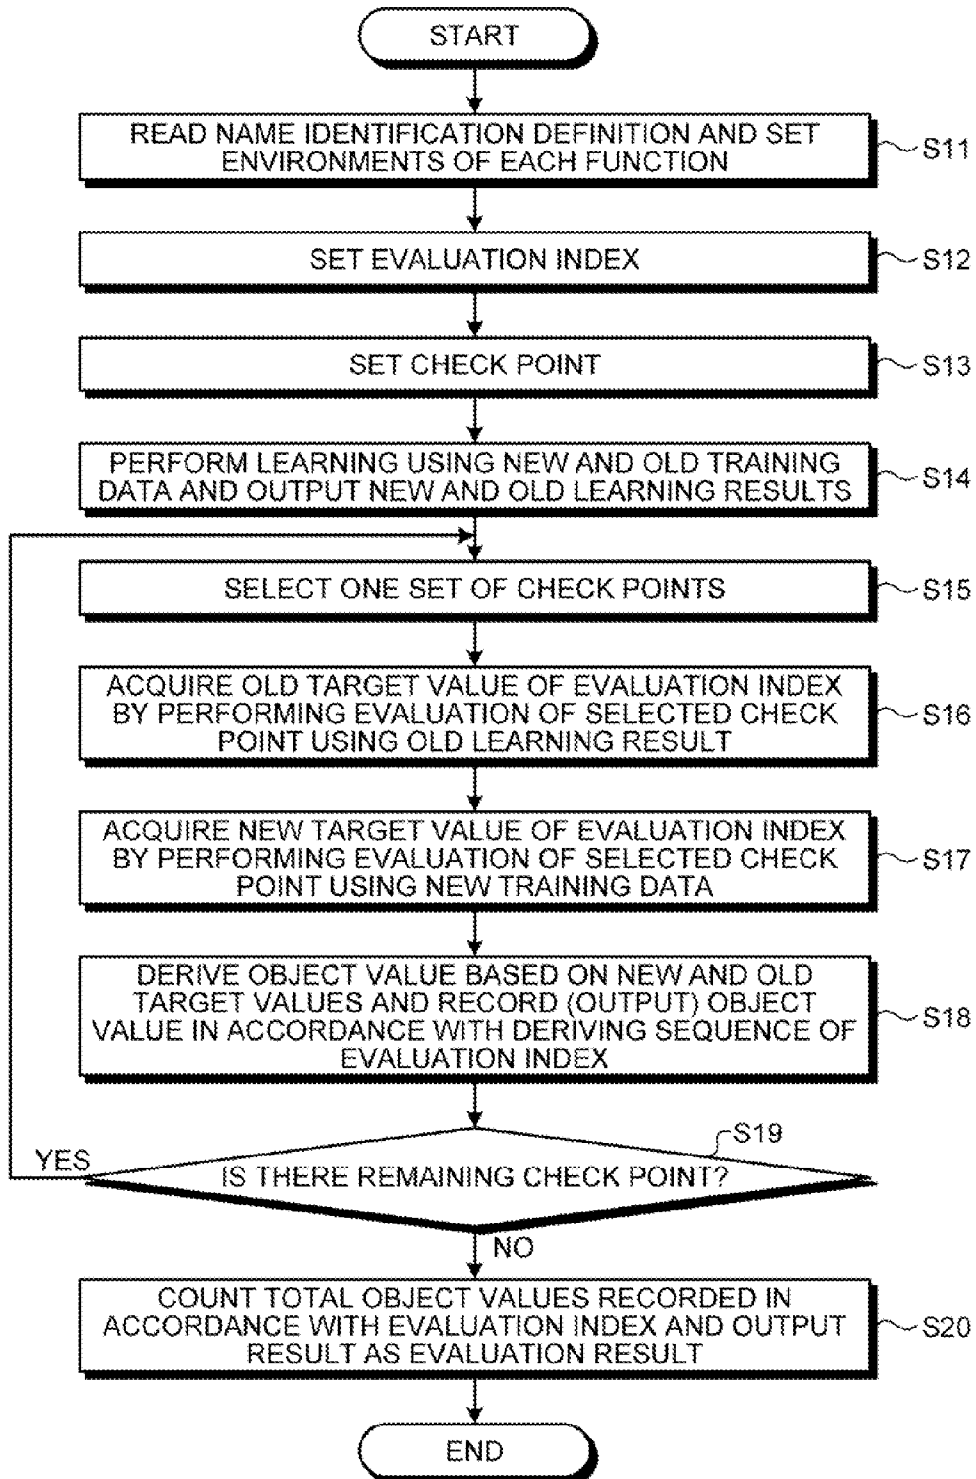 START
READ NAME IDENTIFICATION DEFINITION AND SET
ENVIRONMENTS OF EACH FUNCTION
S11
SET EVALUATION INDEX
S12
SET CHECK POINT
S13
PERFORM LEARNING USING NEW AND OLD TRAINING
DATA AND OUTPUT NEW AND OLD LEARNING RESULTS
S14
SELECT ONE SET OF CHECK POINTS
S15
ACQUIRE OLD TARGET VALUE OF EVALUATION INDEX
BY PERFORMING EVALUATION OF SELECTED CHECK
POINT USING OLD LEARNING RESULT
S16
ACQUIRE NEW TARGET VALUE OF EVALUATION INDEX
BY PERFORMING EVALUATION OF SELECTED CHECK
POINT USING NEW TRAINING DATA
S17
DERIVE OBJECT VALUE BASED ON NEW AND OLD
TARGET VALUES AND RECORD (OUTPUT) OBJECT
VALUE IN ACCORDANCE WITH DERIVING SEQUENCE OF
EVALUATION INDEX
S18
S19
YES
IS THERE REMAINING CHECK POINT?
NO
COUNT TOTAL OBJECT VALUES RECORDED IN
ACCORDANCE WITH EVALUATION INDEX AND OUTPUT
RESULT AS EVALUATION RESULT
S20
END